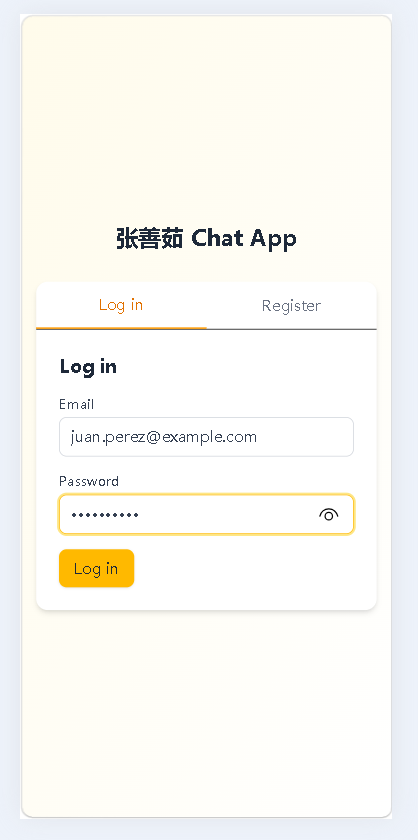 张善茹 Chat App
Log in
Register
Log in
Email
juan.perez@example.com
Password
••••••••••
Log in